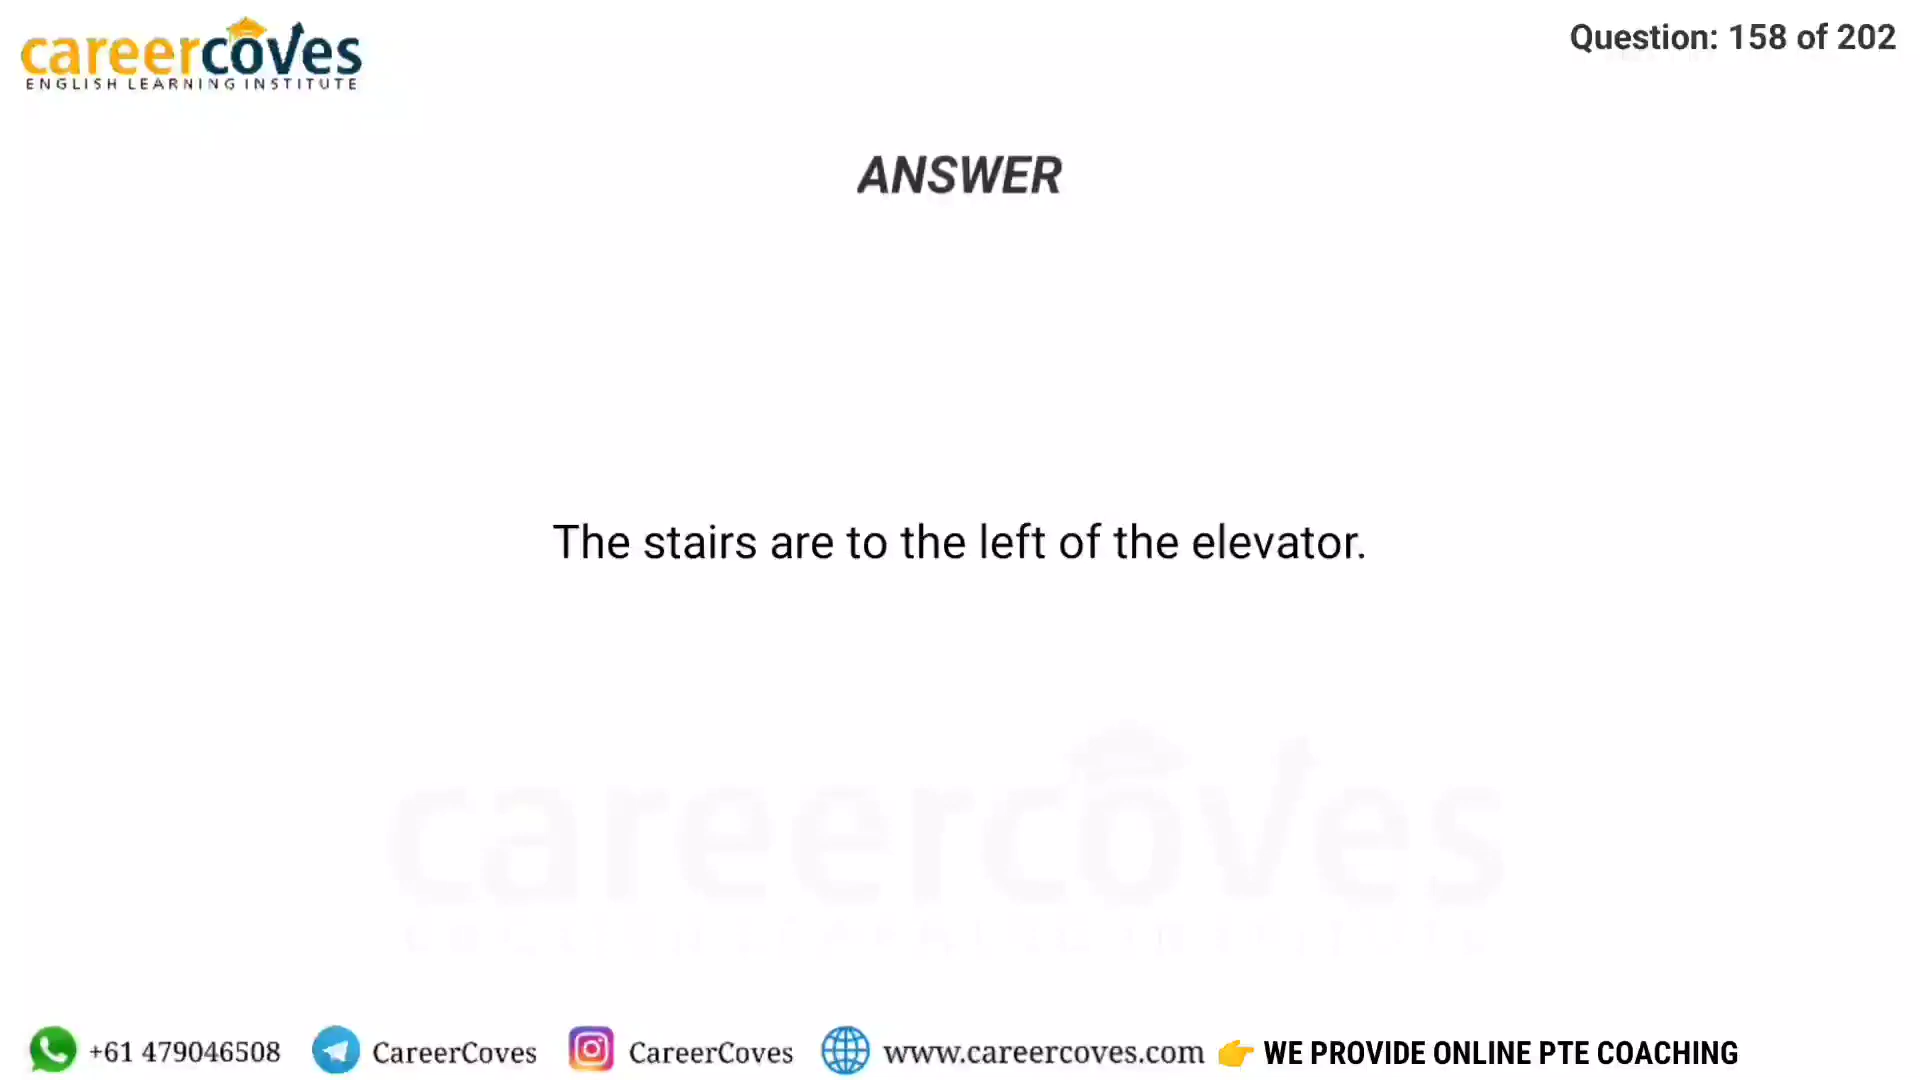 careercoves
ENGLISH LEARNING INSTITUTE
Question: 158 of 202
ANSWER
The stairs are to the left of the elevator.
careercoves
+61 479046508 CareerCoves CareerCoves www.careercoves.com 👉 WE PROVIDE ONLINE PTE COACHING